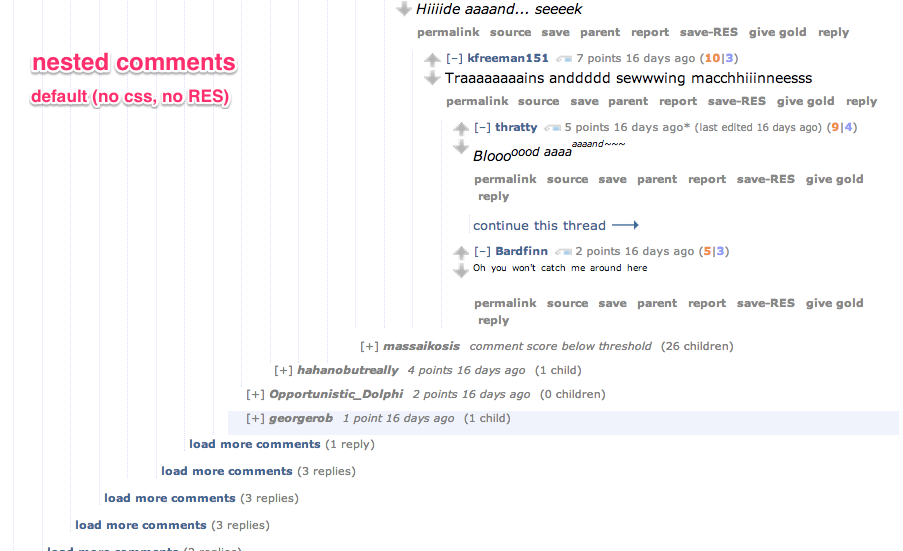 Hiiiide aaaand... seeeek
permalink source save parent report save-RES give gold reply
nested comments
default (no css, no RES)
[–] kfreeman151 7 points 16 days ago (10|3)
Traaaaaaaains anddddd sewwwing macchhiiinneesss
permalink source save parent report save-RES give gold reply
[–] thratty 5 points 16 days ago* (last edited 16 days ago) (9|4)
Blooooood aaaaaaaand~~~
permalink source save parent report save-RES give gold
reply
continue this thread ⟶
[–] Bardfinn 2 points 16 days ago (5|3)
Oh you won't catch me around here
permalink source save parent report save-RES give gold
reply
[+] massaikosis comment score below threshold (26 children)
[+] hahanobutreally 4 points 16 days ago (1 child)
[+] Opportunistic_Dolphi 2 points 16 days ago (0 children)
[+] georgerob 1 point 16 days ago (1 child)
load more comments (1 reply)
load more comments (3 replies)
load more comments (3 replies)
load more comments (3 replies)
load more comments